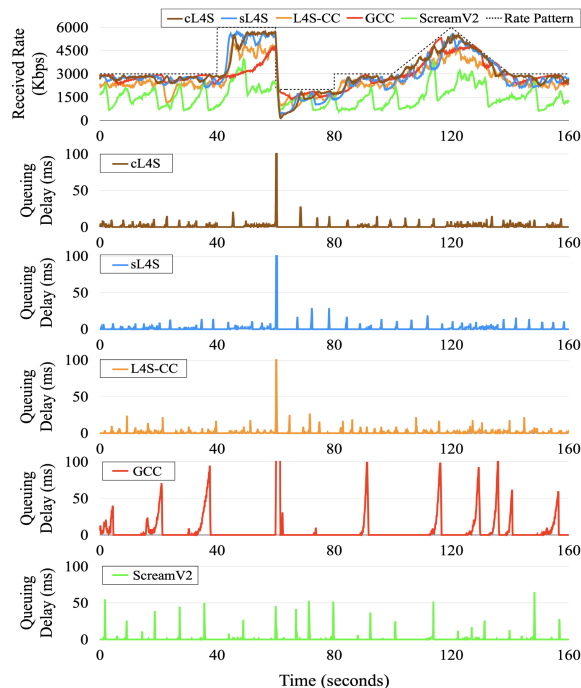 cL4S sL4S L4S-CC GCC ScreamV2 Rate Pattern
Received Rate
(Kbps)
6000
4500
3000
1500
0
0 40 80 120 160
Queuing
Delay (ms)
100
50
0
cL4S
0 40 80 120 160
Queuing
Delay (ms)
100
50
0
sL4S
0 40 80 120 160
Queuing
Delay (ms)
100
50
0
L4S-CC
0 40 80 120 160
Queuing
Delay (ms)
100
50
0
GCC
0 40 80 120 160
Queuing
Delay (ms)
100
50
0
ScreamV2
0 40 80 120 160
Time (seconds)